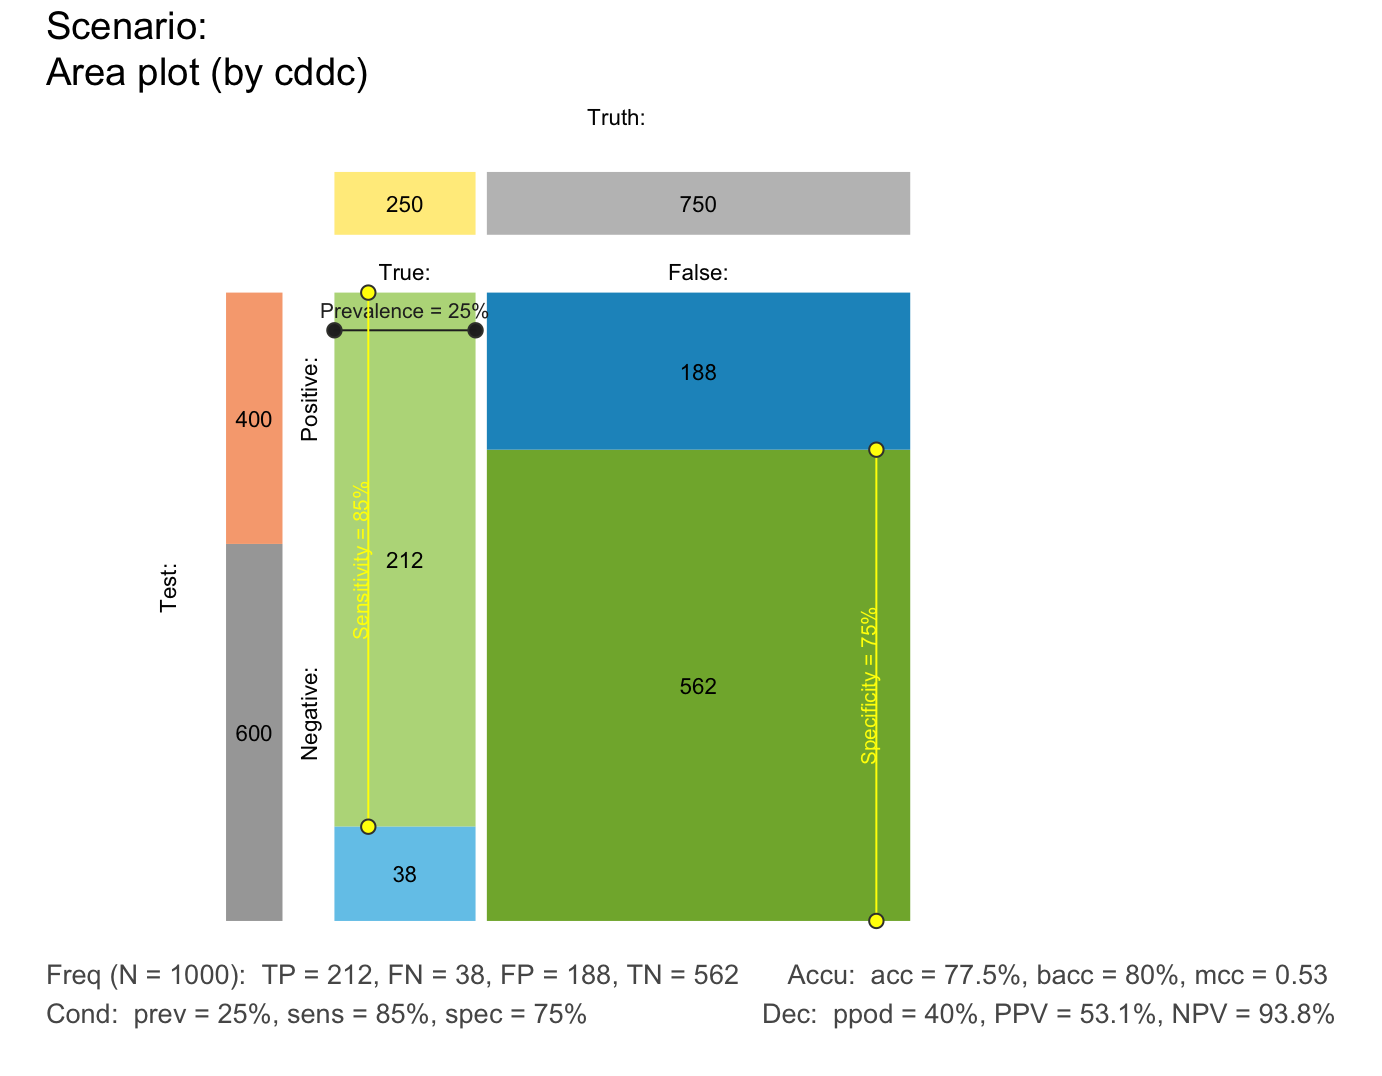 Scenario:
Area plot (by cddc)
Truth:
250
750
True:
False:
Prevalence = 25%
Positive:
188
400
Sensitivity = 85%
212
Test:
Specificity = 75%
562
Negative:
600
38
Freq (N = 1000):  TP = 212, FN = 38, FP = 188, TN = 562
Accu:  acc = 77.5%, bacc = 80%, mcc = 0.53
Cond:  prev = 25%, sens = 85%, spec = 75%
Dec:  ppod = 40%, PPV = 53.1%, NPV = 93.8%